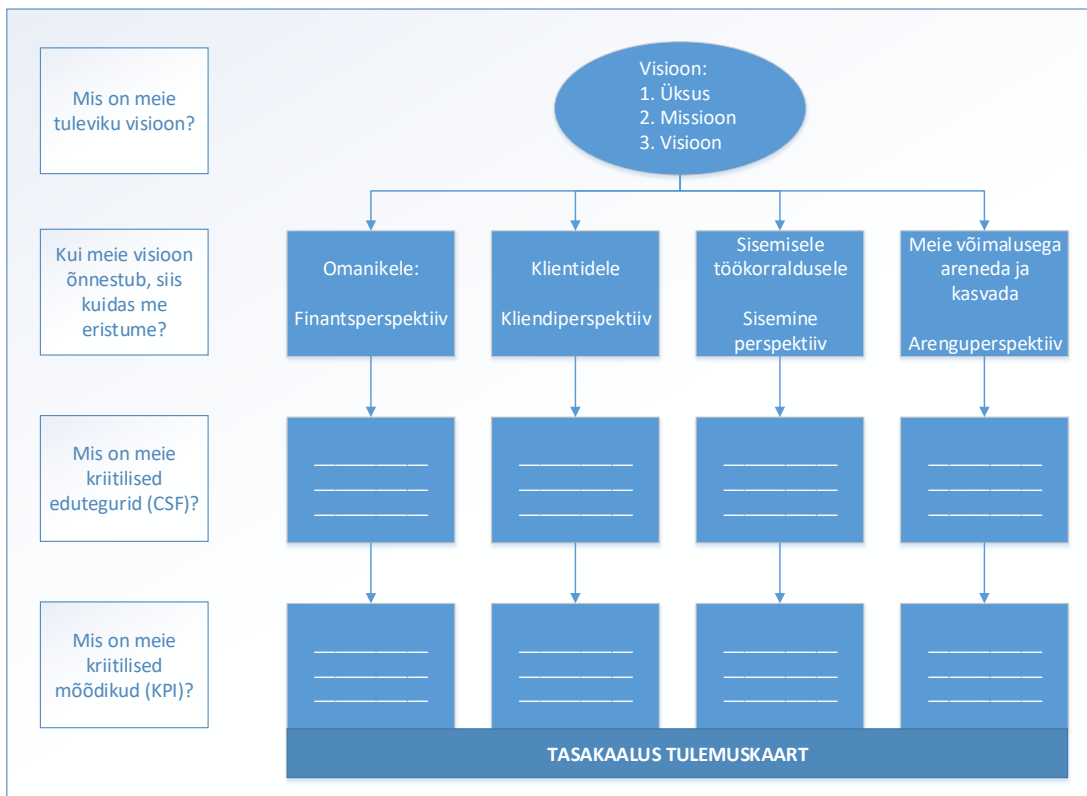 Mis on meie
tuleviku visioon?
Visioon:
1. Üksus
2. Missioon
3. Visioon
Kui meie visioon
õnnestub, siis
kuidas me
eristume?
Omanikele:
Finantsperspektiiv
Klientidele
Kliendiperspektiiv
Sisemisele
töökorraldusele
Sisemine
perspektiiv
Meie võimalusega
areneda ja
kasvada
Arenguperspektiiv
Mis on meie
kriitilised
edutegurid (CSF)?
Mis on meie
kriitilised
mõõdikud (KPI)?
TASAKAALUS TULEMUSKAART